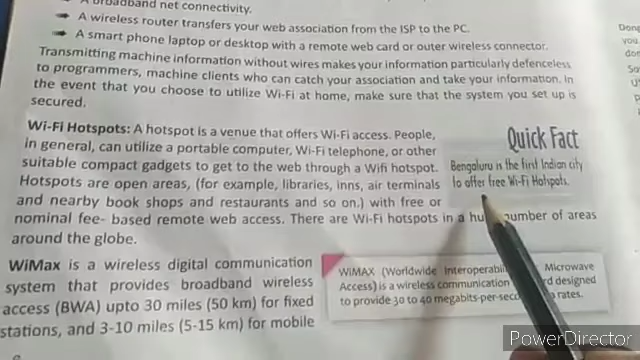 A broadband net connectivity.
A wireless router transfers your web association from the ISP to the PC.
A smart phone laptop or desktop with a remote web card or outer wireless connector.
Transmitting machine information without wires makes your information particularly defenceless
to programmers, machine clients who can catch your association and take your information. In
the event that you choose to utilize Wi-Fi at home, make sure that the system you set up is
secured.
Wi-Fi Hotspots: A hotspot is a venue that offers Wi-Fi access. People,
in general, can utilize a portable computer, Wi-Fi telephone, or other
suitable compact gadgets to get to the web through a Wifi hotspot.
Hotspots are open areas, (for example, libraries, inns, air terminals
and nearby book shops and restaurants and so on.) with free or
nominal fee- based remote web access. There are Wi-Fi hotspots in a number of areas
around the globe.
Quick Fact
Bengaluru is the first Indian city
to offer free Wi-Fi Hotspots.
WiMax is a wireless digital communication
system that provides broadband wireless
access (BWA) upto 30 miles (50 km) for fixed
stations, and 3-10 miles (5-15 km) for mobile
WiMAX (Worldwide Microwave
Access) is a wireless communication designed
to provide 30 to 40 megabits-per- rates.
Dong
you
don
So
PowerDirector